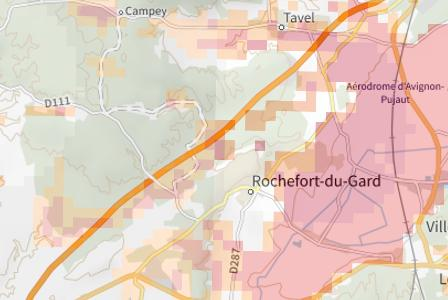 Campey
Tavel
Aérodrome d'Avignon-
Pujaut
D111
Rochefort-du-Gard
Vill
D287
L